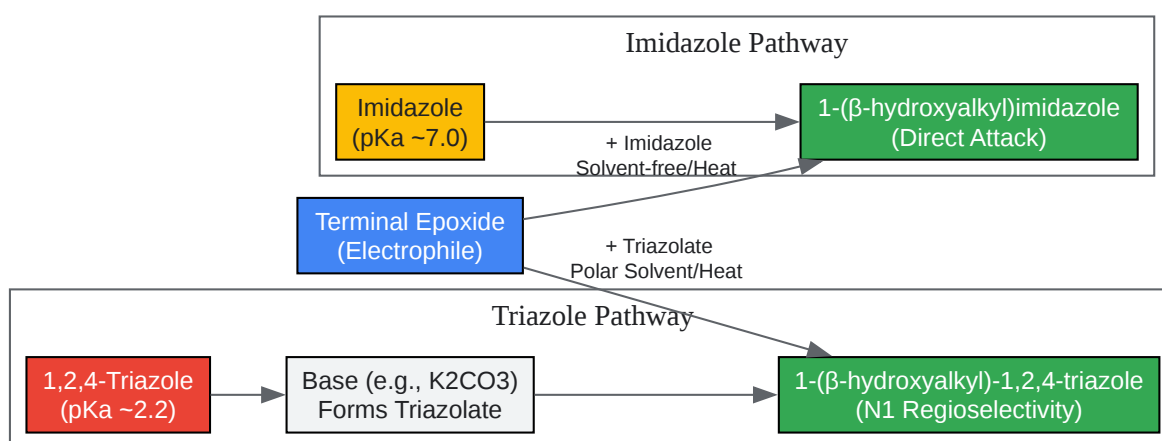 Imidazole Pathway
Imidazole
(pKa ~7.0)
1-(β-hydroxyalkyl)imidazole
(Direct Attack)
+ Imidazole
Solvent-free/Heat
Terminal Epoxide
(Electrophile)
+ Triazolate
Polar Solvent/Heat
Triazole Pathway
1,2,4-Triazole
(pKa ~2.2)
Base (e.g., K2CO3)
Forms Triazolate
1-(β-hydroxyalkyl)-1,2,4-triazole
(N1 Regioselectivity)